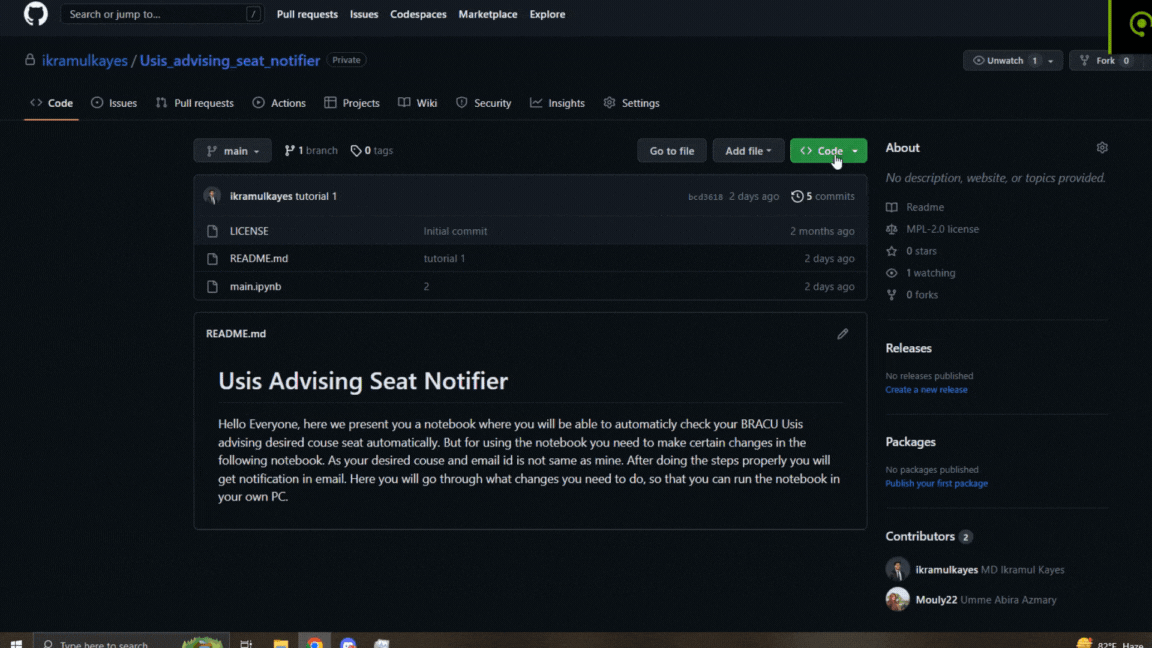 Search or jump to... /
Pull requests Issues Codespaces Marketplace Explore
ikramulkayes / Usis_advising_seat_notifier Private
Unwatch 1
Fork 0
Code Issues Pull requests Actions Projects Wiki Security Insights Settings
main 1 branch 0 tags
Go to file Add file Code
ikramulkayes tutorial 1 bcd3618 2 days ago 5 commits
LICENSE Initial commit 2 months ago
README.md tutorial 1 2 days ago
main.ipynb 2 2 days ago
README.md
Usis Advising Seat Notifier
Hello Everyone, here we present you a notebook where you will be able to automaticly check your BRACU Usis
advising desired couse seat automatically. But for using the notebook you need to make certain changes in the
following notebook. As your desired couse and email id is not same as mine. After doing the steps properly you will
get notification in email. Here you will go through what changes you need to do, so that you can run the notebook in
your own PC.
About
No description, website, or topics provided.
Readme
MPL-2.0 license
0 stars
1 watching
0 forks
Releases
No releases published
Create a new release
Packages
No packages published
Publish your first package
Contributors 2
ikramulkayes MD Ikramul Kayes
Mouly22 Umme Abira Azmary
Type here to search
82°F Haze